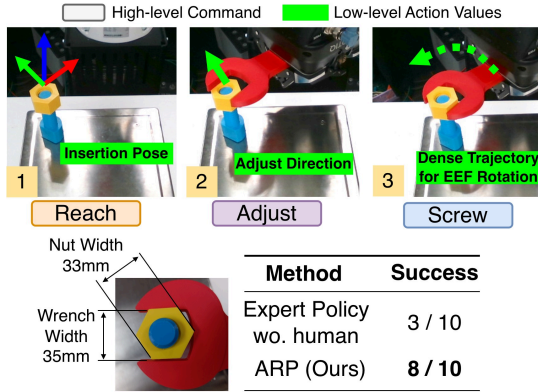 High-level Command
Low-level Action Values
1
Insertion Pose
2
Adjust Direction
3
Dense Trajectory
for EEF Rotation
Reach
Adjust
Screw
Nut Width
33mm
Wrench
Width
35mm
Method Success
Expert Policy
wo. human
3 / 10
ARP (Ours) 8 / 10